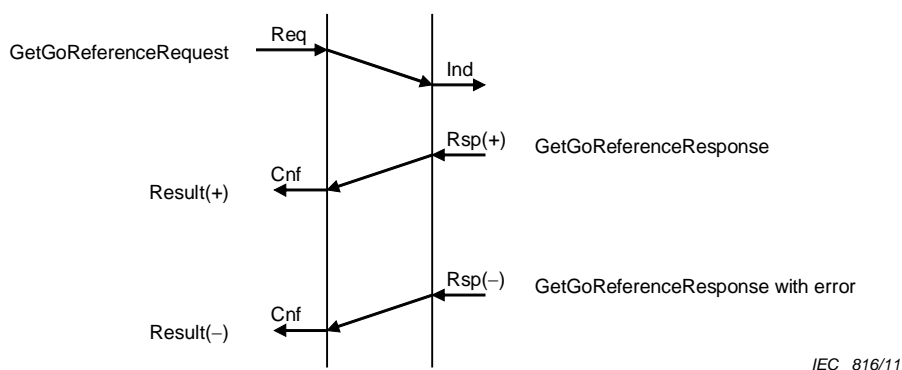 Req
GetGoReferenceRequest
Ind
Rsp(+)
GetGoReferenceResponse
Cnf
Result(+)
Rsp(−)
GetGoReferenceResponse with error
Cnf
Result(−)
IEC 816/11